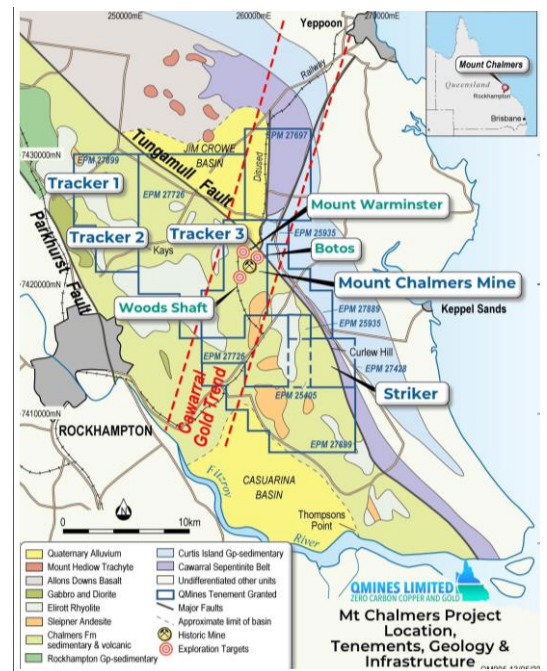 250000mE
260000mE
270000mE
Yeppoon
Railway
Mount Chalmers
Queensland
Rockhampton
Brisbane
7430000mN
EPM 27697
JIM CROWE
BASIN
Disused
Tungamull Fault
EPM 27899
EPM 27726
Tracker 1
Mount Warminster
Tracker 2
Tracker 3
EPM 25935
Kays
Botos
Parkhurst Fault
7420000mN
Mount Chalmers Mine
Woods Shaft
Keppel Sands
EPM 27889
EPM 25935
Curlew Hill
EPM 27726
EPM 27428
Cawarral
Gold Trend
Striker
EPM 25405
7410000mN
ROCKHAMPTON
EPM 27899
Fitzroy
CASUARINA
BASIN
Thompsons
Point
River
N
0
10km
Quaternary Alluvium
Mount Hedlow Trachyte
Allons Downs Basalt
Gabbro and Diorite
Elirott Rhyolite
Sleipner Andesite
Chalmers Fm
sedimentary & volcanic
Rockhampton Gp-sedimentary
Curtis Island Gp-sedimentary
Cawarral Sepentinite Belt
Undifferentiated other units
QMines Tenement Granted
Major Faults
Approximate limit of basin
Historic Mine
Exploration Targets
QMINES LIMITED
ZERO CARBON COPPER AND GOLD
Mt Chalmers Project
Location,
Tenements, Geology &
Infrastructure